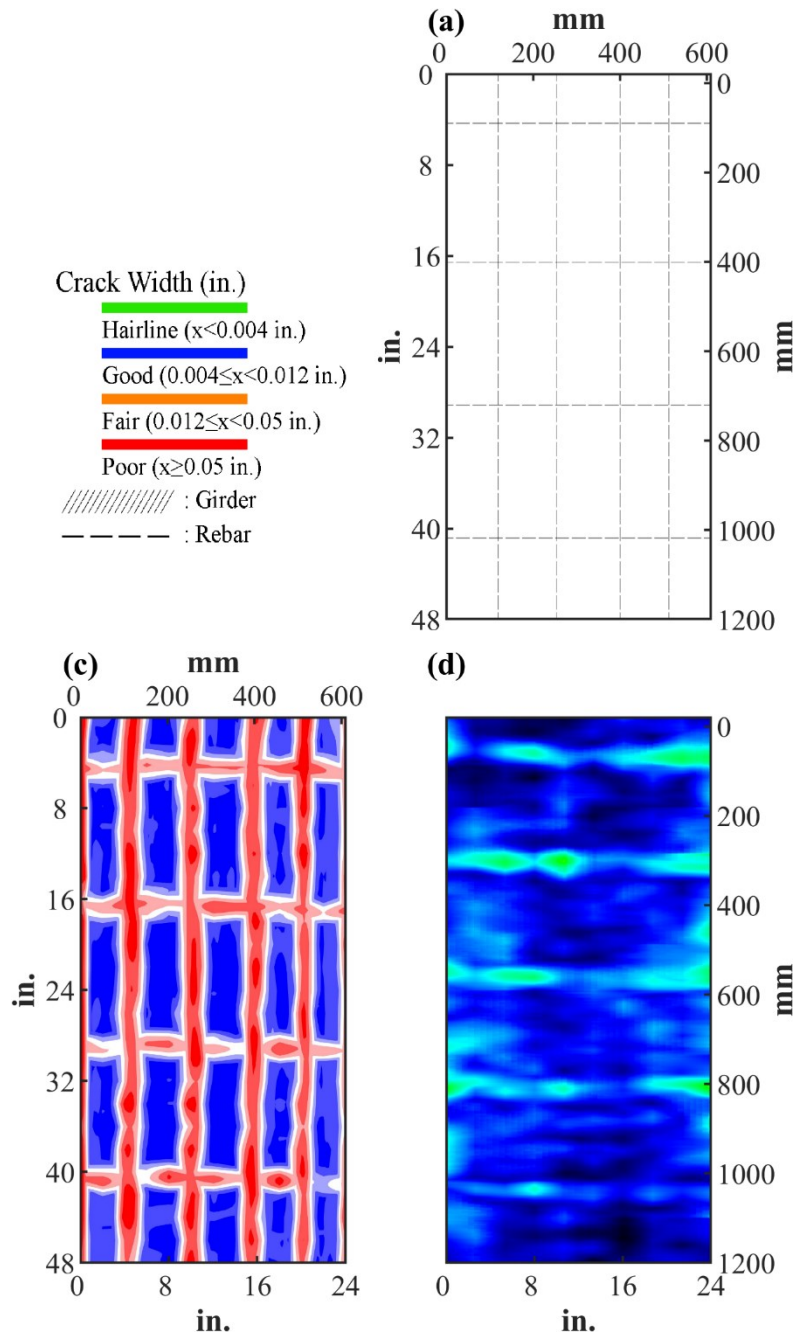 (a)
mm
0 200 400 600
0
8
16
24
32
40
48
in.
0
200
400
600
800
1000
1200
mm
Crack Width (in.)
Hairline (x<0.004 in.)
Good (0.004≤x<0.012 in.)
Fair (0.012≤x<0.05 in.)
Poor (x≥0.05 in.)
: Girder
: Rebar
(c)
mm
0 200 400 600
0
8
16
24
32
40
48
in.
0 8 16 24
in.
(d)
0
200
400
600
800
1000
1200
mm
0 8 16 24
in.